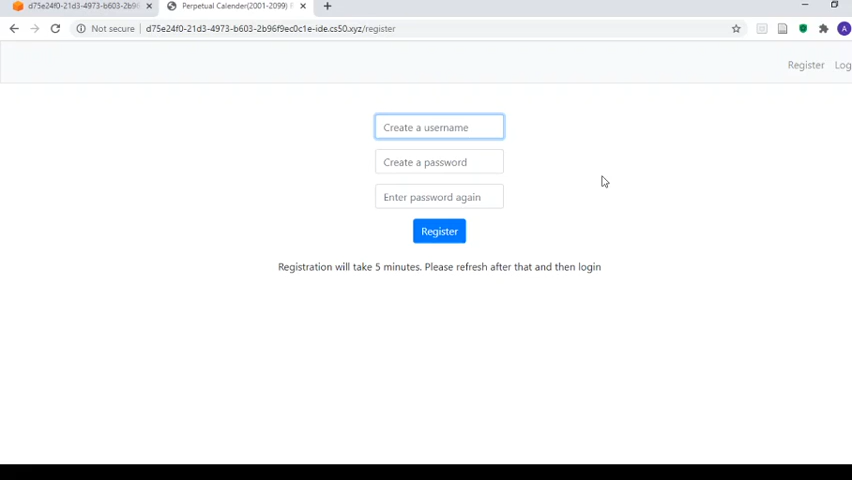 d75e24f0-21d3-4973-b603-2b96
Perpetual Calender(2001-2099)
Not secure
d75e24f0-21d3-4973-b603-2b96f9ec0c1e-ide.cs50.xyz/register
A
Register
Log
Create a username
Create a password
Enter password again
Register
Registration will take 5 minutes. Please refresh after that and then login